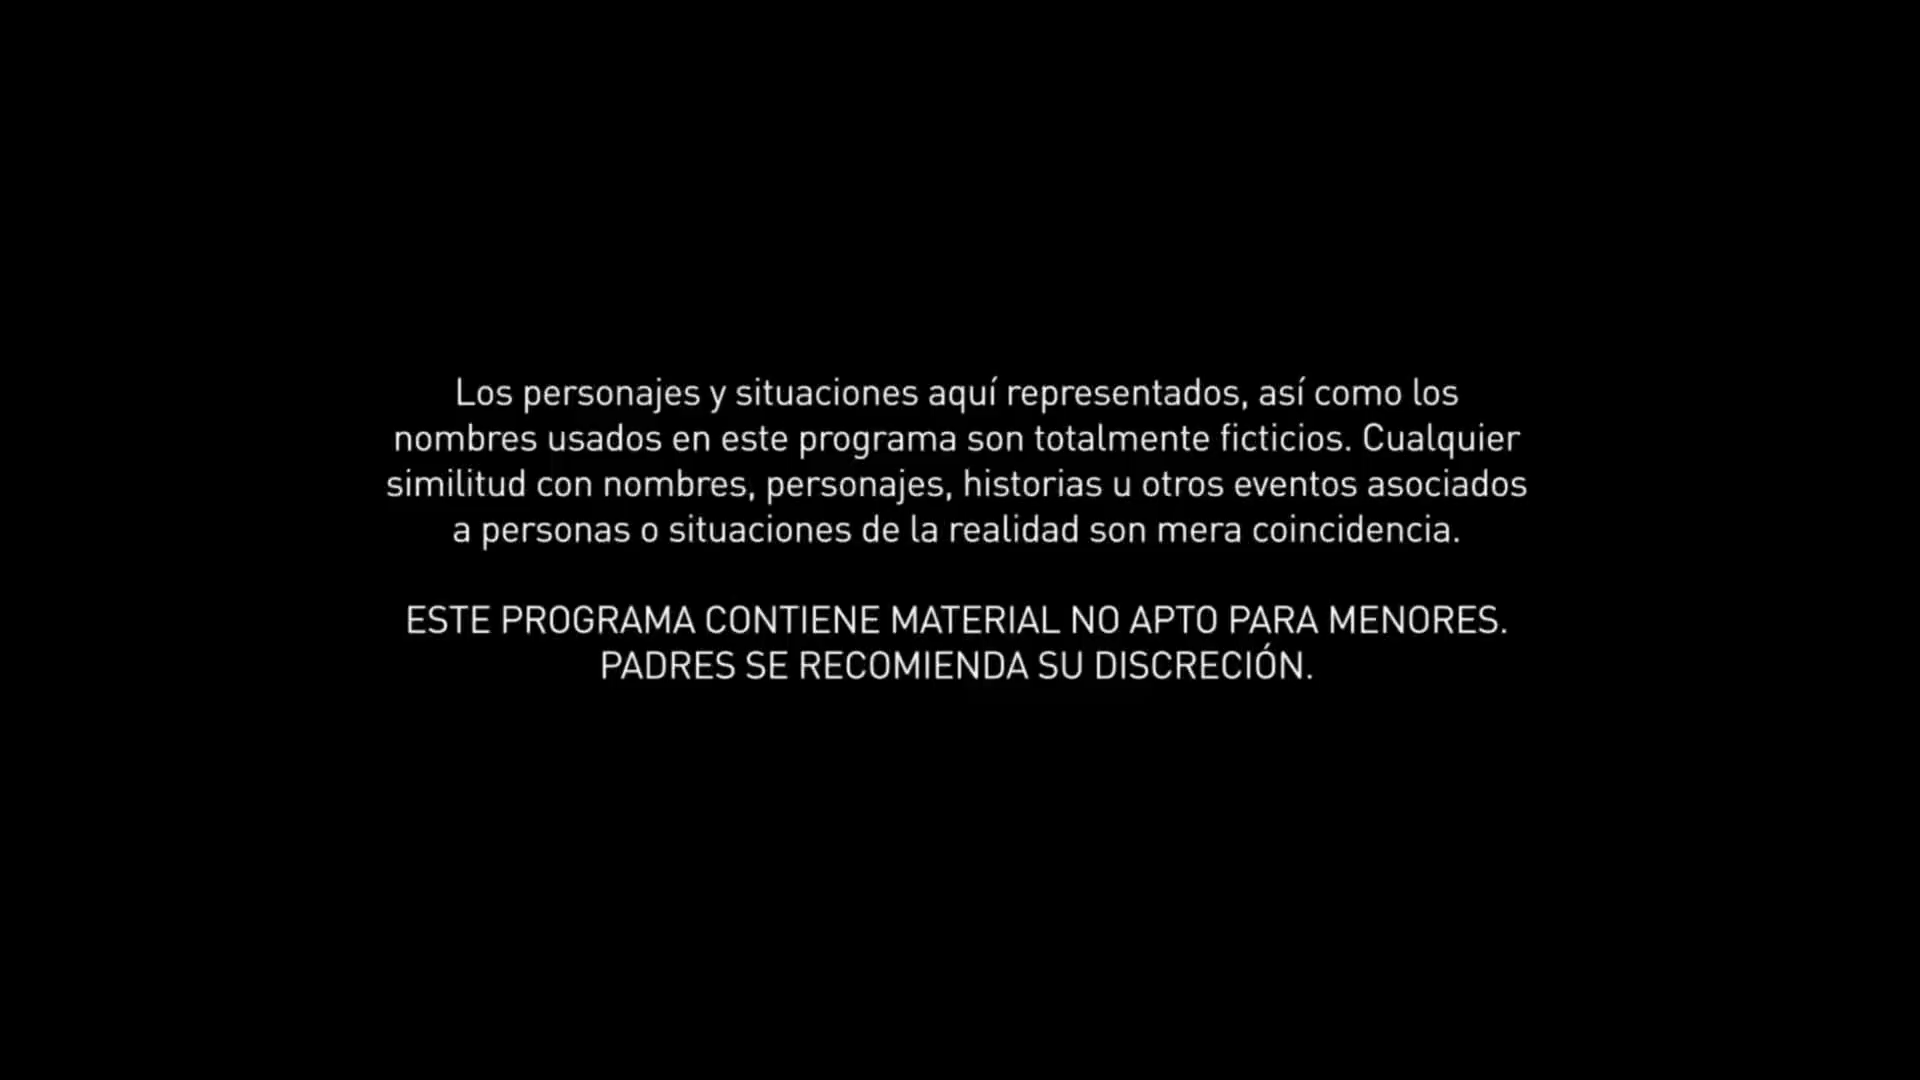 Los personajes y situaciones aquí representados, así como los
nombres usados en este programa son totalmente ficticios. Cualquier
similitud con nombres, personajes, historias u otros eventos asociados
a personas o situaciones de la realidad son mera coincidencia.
ESTE PROGRAMA CONTIENE MATERIAL NO APTO PARA MENORES.
PADRES SE RECOMIENDA SU DISCRECIÓN.